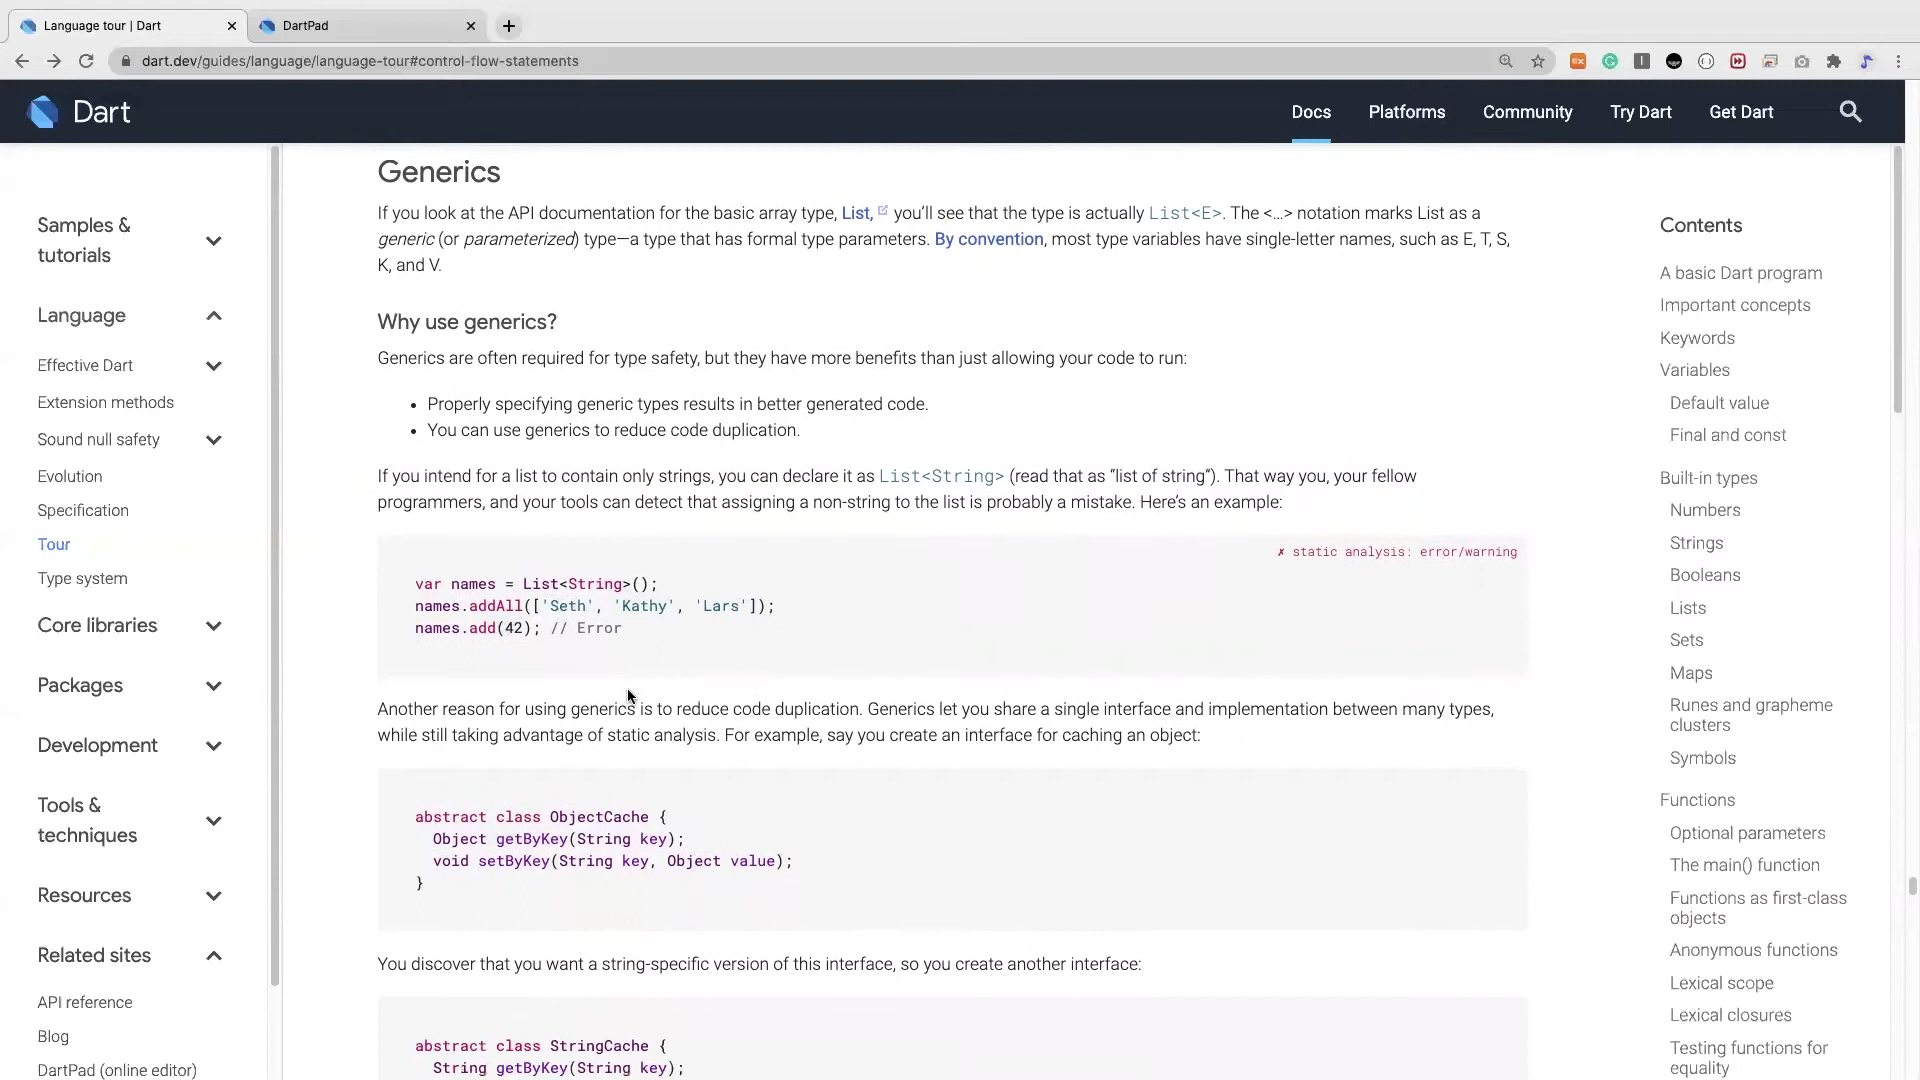 Language tour | Dart
DartPad
dart.dev/guides/language/language-tour#control-flow-statements
Dart
Docs
Platforms
Community
Try Dart
Get Dart
Samples &
tutorials
Language
Effective Dart
Extension methods
Sound null safety
Evolution
Specification
Tour
Type system
Core libraries
Packages
Development
Tools &
techniques
Resources
Related sites
API reference
Blog
DartPad (online editor)
Generics
If you look at the API documentation for the basic array type, List, you’ll see that the type is actually List<E>. The <…> notation marks List as a
generic (or parameterized) type—a type that has formal type parameters. By convention, most type variables have single-letter names, such as E, T, S,
K, and V.
Why use generics?
Generics are often required for type safety, but they have more benefits than just allowing your code to run:
• Properly specifying generic types results in better generated code.
• You can use generics to reduce code duplication.
If you intend for a list to contain only strings, you can declare it as List<String> (read that as “list of string”). That way you, your fellow
programmers, and your tools can detect that assigning a non-string to the list is probably a mistake. Here’s an example:
✗ static analysis: error/warning
var names = List<String>();
names.addAll(['Seth', 'Kathy', 'Lars']);
names.add(42); // Error
Another reason for using generics is to reduce code duplication. Generics let you share a single interface and implementation between many types,
while still taking advantage of static analysis. For example, say you create an interface for caching an object:
abstract class ObjectCache {
Object getByKey(String key);
void setByKey(String key, Object value);
}
You discover that you want a string-specific version of this interface, so you create another interface:
abstract class StringCache {
String getByKey(String key);
Contents
A basic Dart program
Important concepts
Keywords
Variables
Default value
Final and const
Built-in types
Numbers
Strings
Booleans
Lists
Sets
Maps
Runes and grapheme
clusters
Symbols
Functions
Optional parameters
The main() function
Functions as first-class
objects
Anonymous functions
Lexical scope
Lexical closures
Testing functions for
equality